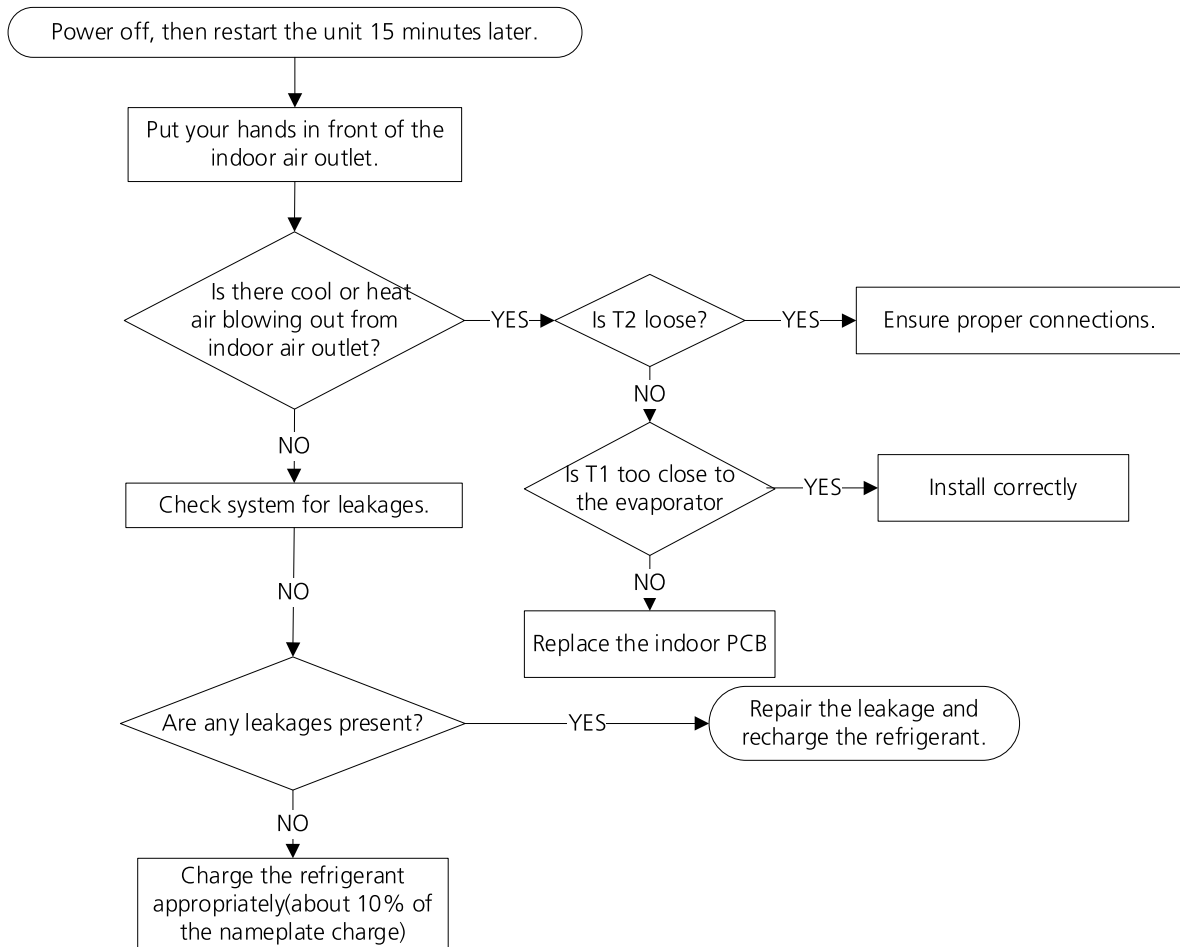 Power off, then restart the unit 15 minutes later.
Put your hands in front of the
indoor air outlet.
Is there cool or heat
air blowing out from
indoor air outlet?
YES
Is T2 loose?
YES
Ensure proper connections.
NO
NO
Is T1 too close to
the evaporator
YES
Install correctly
Check system for leakages.
NO
NO
Replace the indoor PCB
Are any leakages present?
YES
Repair the leakage and
recharge the refrigerant.
NO
Charge the refrigerant
appropriately(about 10% of
the nameplate charge)